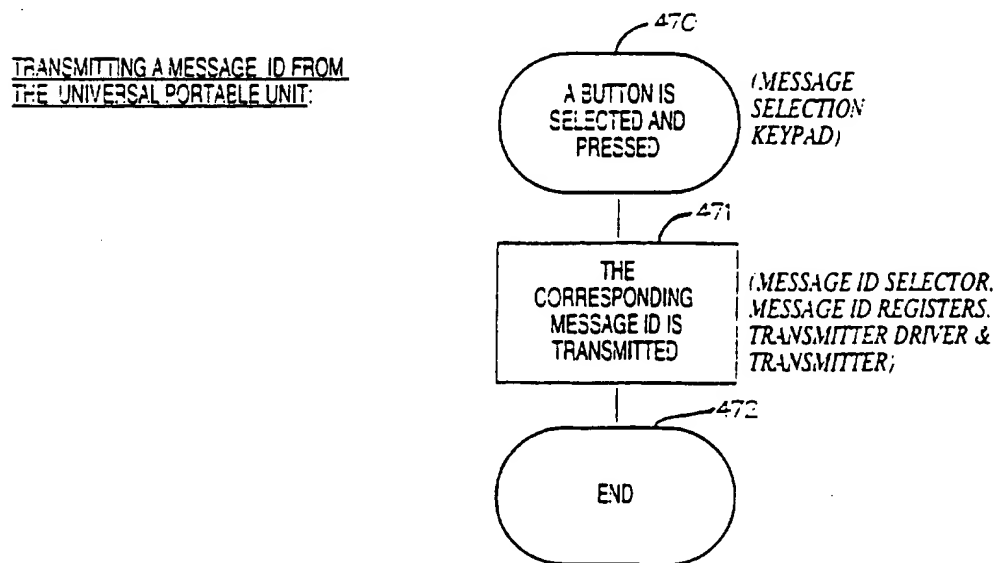 TRANSMITTING A MESSAGE ID FROM
THE UNIVERSAL PORTABLE UNIT:
470
A BUTTON IS
SELECTED AND
PRESSED
(MESSAGE
SELECTION
KEYPAD)
471
THE
CORRESPONDING
MESSAGE ID IS
TRANSMITTED
(MESSAGE ID SELECTOR,
MESSAGE ID REGISTERS,
TRANSMITTER DRIVER &
TRANSMITTER)
472
END